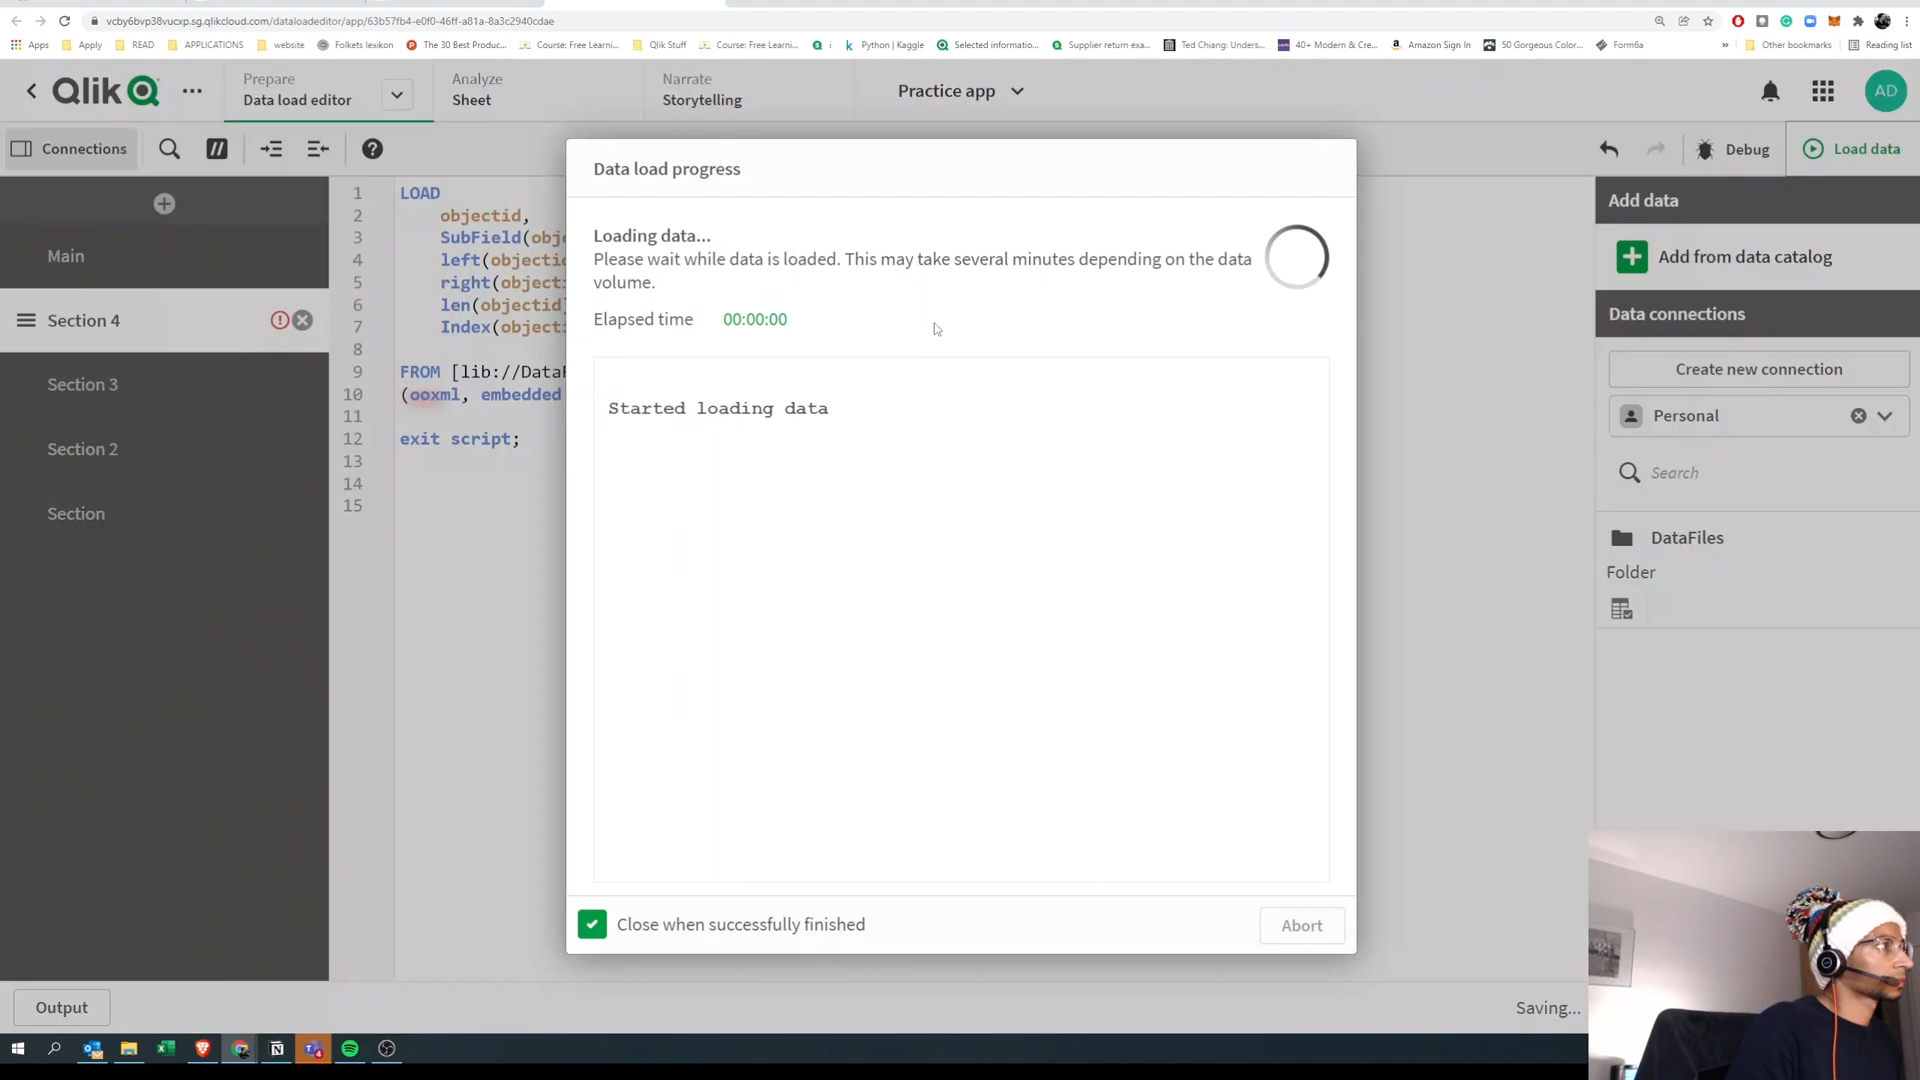 vcby6bvp38vucxp.sg.qlikcloud.com/dataloadeditor/app/63b57fb4-e0f0-46ff-a81a-8a3c2940cdae
Apps
Apply
READ
APPLICATIONS
website
Folkets lexikon
The 30 Best Produc...
Course: Free Learni...
Qlik Stuff
Course: Free Learni...
i
Python | Kaggle
Selected informatio...
Supplier return exa...
Ted Chiang: Unders...
40+ Modern & Cre...
Amazon Sign In
50 Gorgeous Color...
Form6a
»
Other bookmarks
Reading list
Qlik
Prepare
Data load editor
Analyze
Sheet
Narrate
Storytelling
Practice app
AD
Connections
Debug
Load data
Main
Section 4
Section 3
Section 2
Section
1 LOAD
2 objectid,
3 SubField(obj
4 left(objectic
5 right(objecti
6 len(objectid)
7 Index(objecti
8
9 FROM [lib://DataF
10 (ooxml, embedded
11
12 exit script;
13
14
15
Data load progress
Loading data...
Please wait while data is loaded. This may take several minutes depending on the data
volume.
Elapsed time 00:00:00
Started loading data
Close when successfully finished
Abort
Add data
Add from data catalog
Data connections
Create new connection
Personal
Search
DataFiles
Folder
Output
Saving...